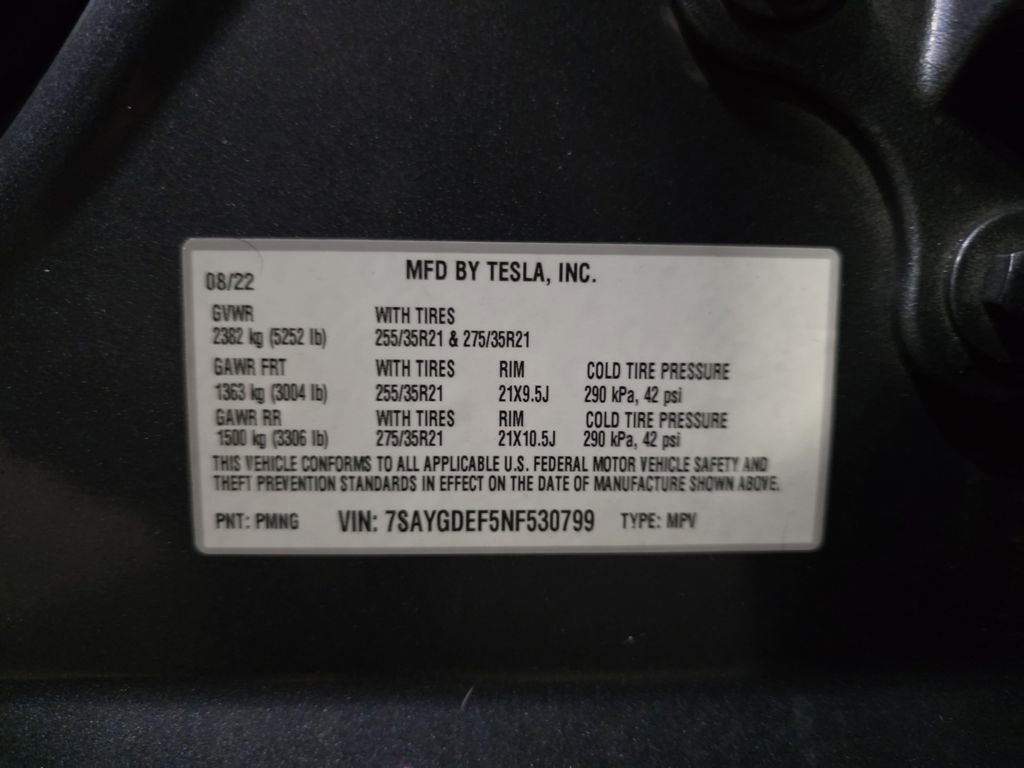 08/22 MFD BY TESLA, INC.
GVWR WITH TIRES
2382 kg (5252 lb) 255/35R21 & 275/35R21
GAWR FRT WITH TIRES RIM COLD TIRE PRESSURE
1363 kg (3004 lb) 255/35R21 21X9.5J 290 kPa, 42 psi
GAWR RR WITH TIRES RIM COLD TIRE PRESSURE
1500 kg (3306 lb) 275/35R21 21X10.5J 290 kPa, 42 psi
THIS VEHICLE CONFORMS TO ALL APPLICABLE U.S. FEDERAL MOTOR VEHICLE SAFETY AND
THEFT PREVENTION STANDARDS IN EFFECT ON THE DATE OF MANUFACTURE SHOWN ABOVE.
PNT: PMNG VIN: 7SAYGDEF5NF530799 TYPE: MPV